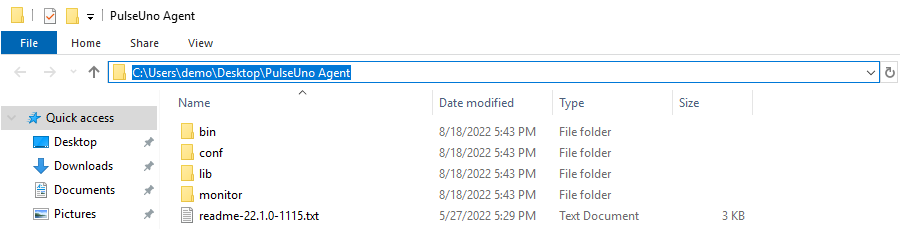 PulseUno Agent
File Home Share View
C:\Users\demo\Desktop\PulseUno Agent
Name Date modified Type Size
Quick access
bin 8/18/2022 5:43 PM File folder
Desktop
conf 8/18/2022 5:43 PM File folder
Downloads
lib 8/18/2022 5:43 PM File folder
Documents
monitor 8/18/2022 5:43 PM File folder
Pictures
readme-22.1.0-1115.txt 5/27/2022 5:29 PM Text Document 3 KB